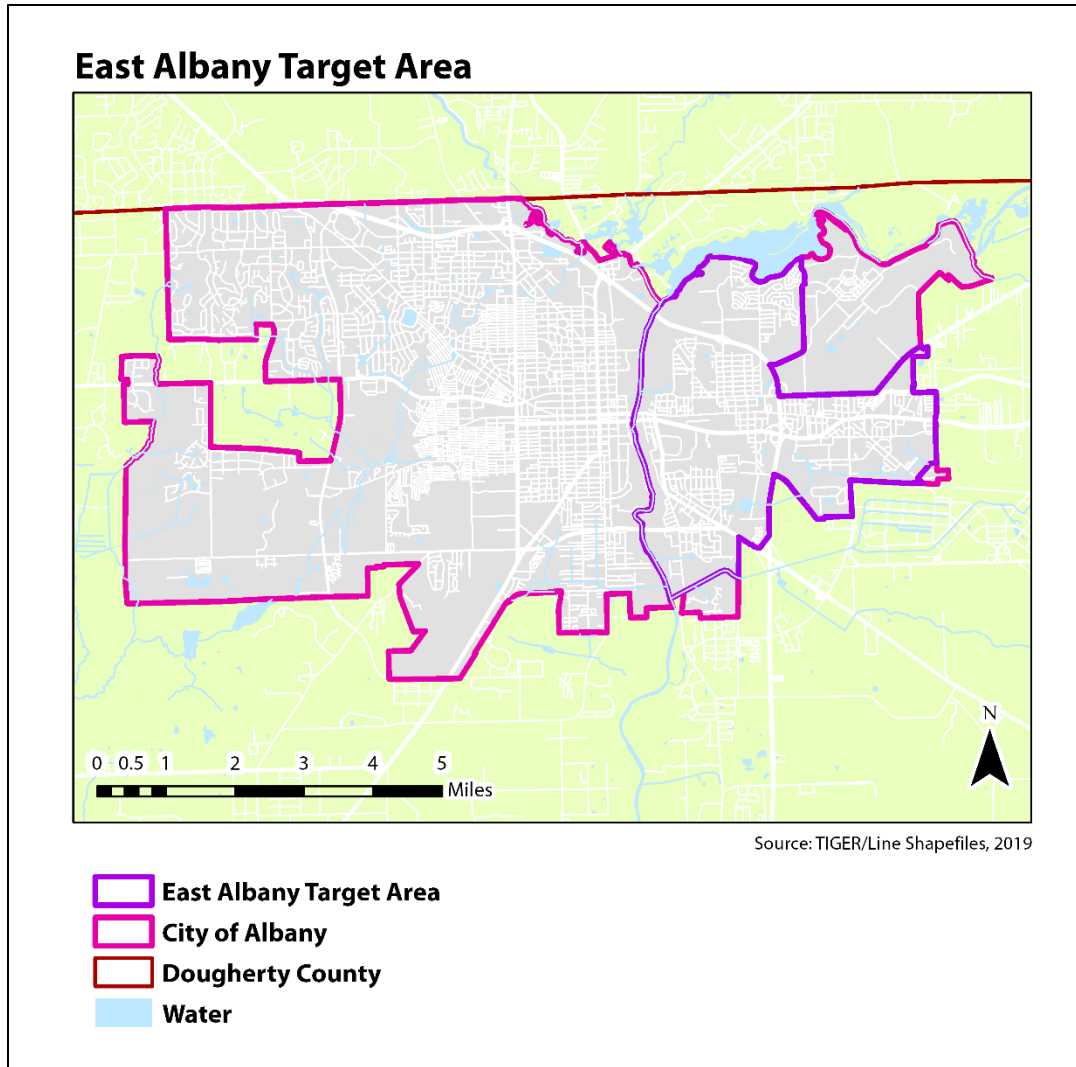 East Albany Target Area
N
0 0.5 1 2 3 4 5
Miles
Source: TIGER/Line Shapefiles, 2019
East Albany Target Area
City of Albany
Dougherty County
Water